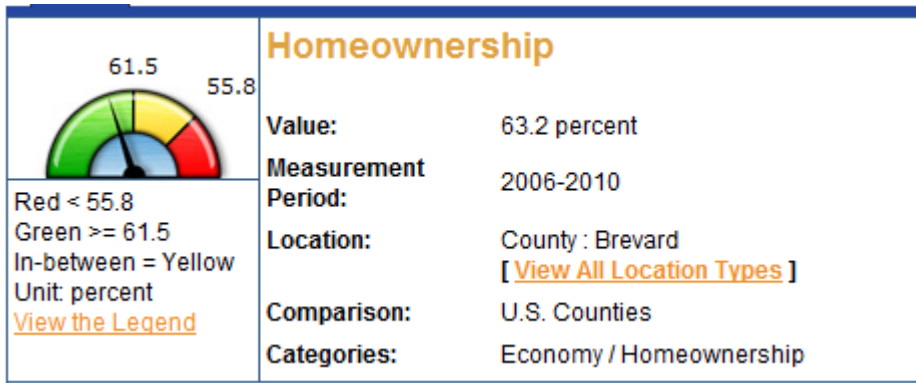 61.5
55.8
Red < 55.8
Green >= 61.5
In-between = Yellow
Unit: percent
View the Legend
Homeownership
Value: 63.2 percent
Measurement
Period: 2006-2010
Location: County : Brevard
[ View All Location Types ]
Comparison: U.S. Counties
Categories: Economy / Homeownership